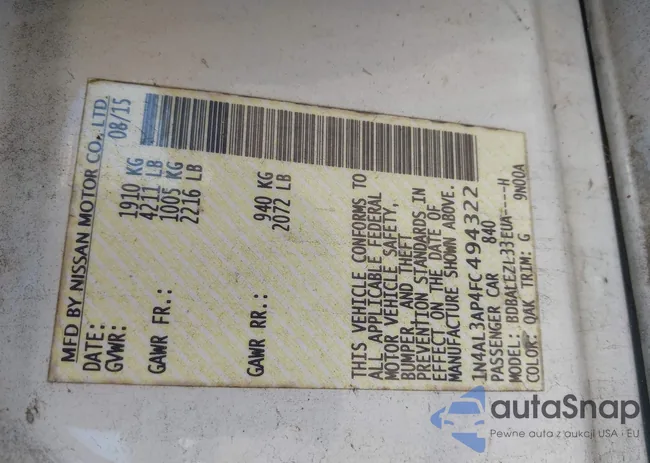 MFD BY NISSAN MOTOR CO., LTD.
DATE: 08/15
GVWR: 1910 KG
4211 LB
GAWR FR.: 1005 KG
2216 LB
GAWR RR.: 940 KG
2072 LB
THIS VEHICLE CONFORMS TO
ALL APPLICABLE FEDERAL
MOTOR VEHICLE SAFETY,
BUMPER, AND THEFT
PREVENTION STANDARDS IN
EFFECT ON THE DATE OF
MANUFACTURE SHOWN ABOVE.
1N4AL3AP4FC494322
PASSENGER CAR 840
MODEL: BDBALEZL33EUA----H
COLOR: QAK TRIM: G 9N00A
autaSnap
Pewne auta z aukcji USA · EU